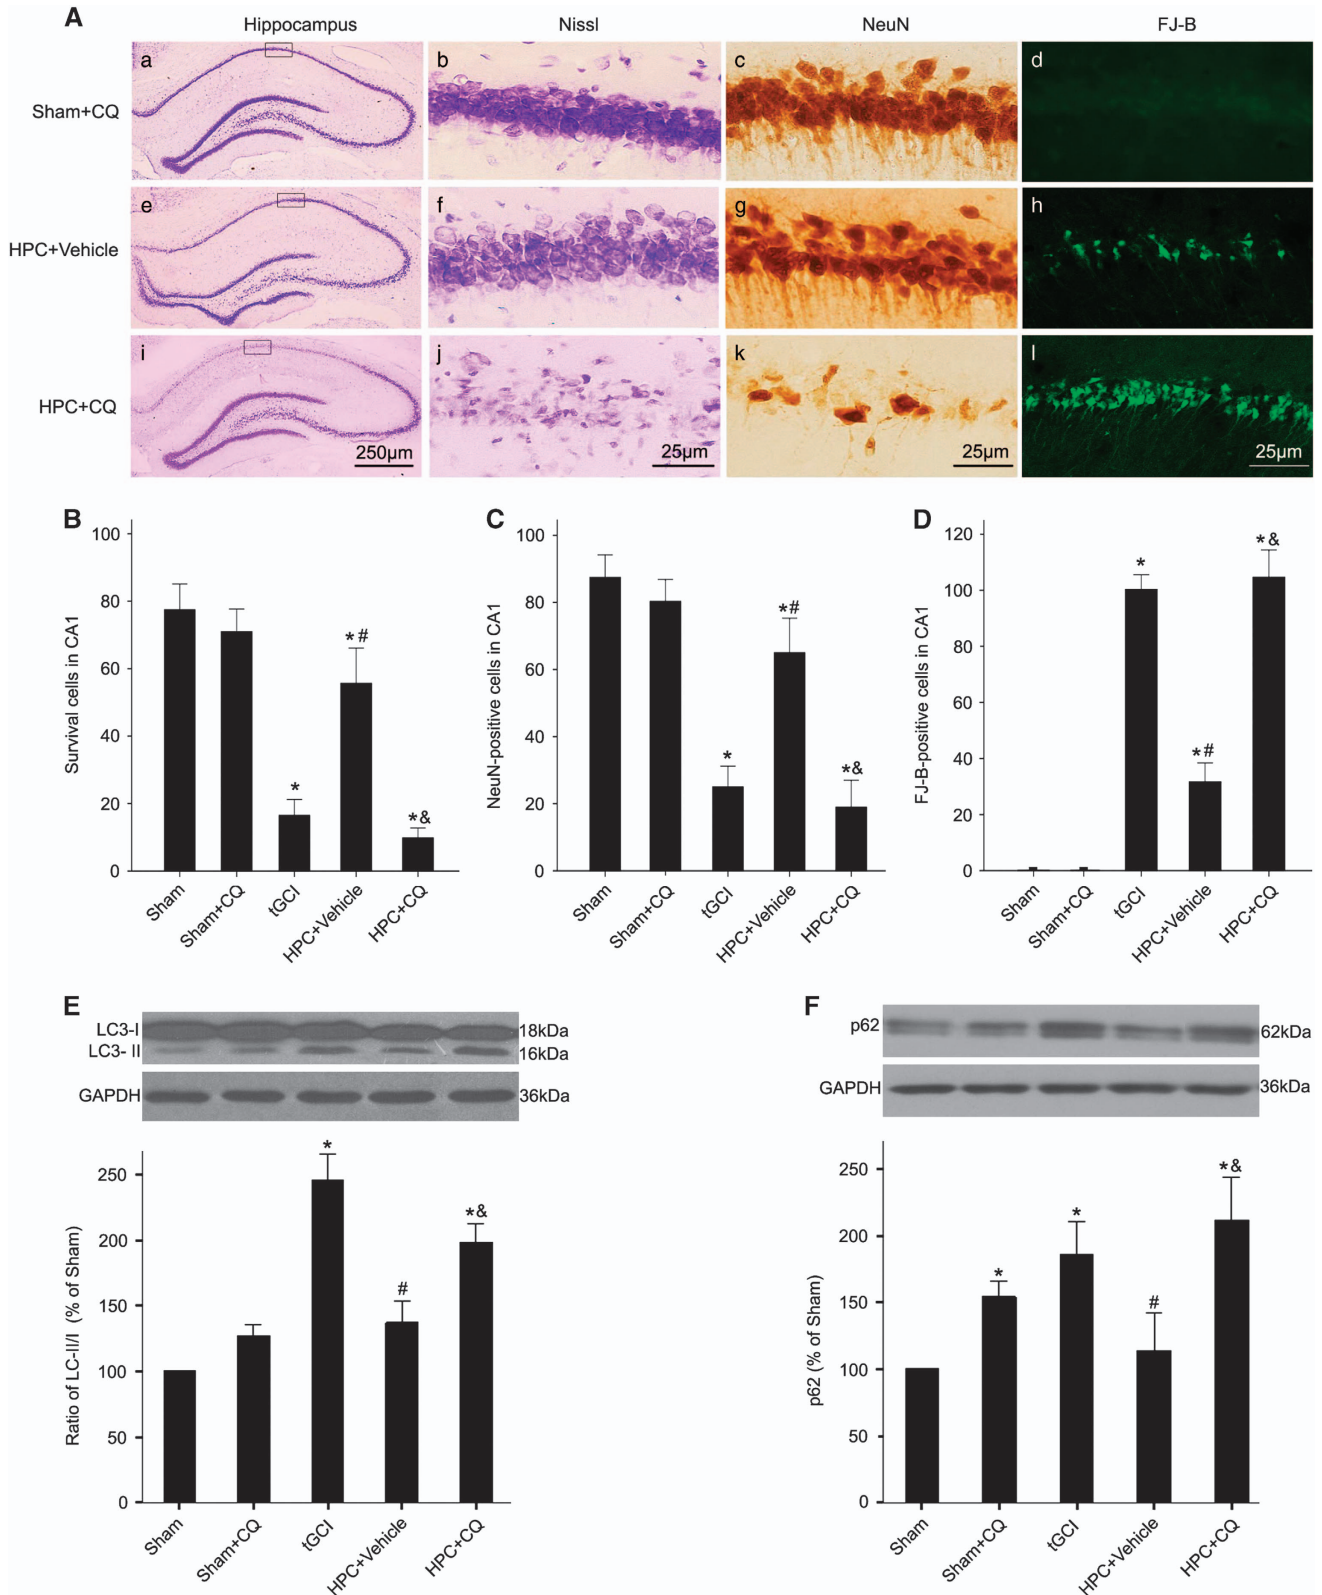 A
Hippocampus Nissl NeuN FJ-B
Sham+CQ a b c d
HPC+Vehicle e f g h
HPC+CQ i j k l
250µm 25µm 25µm 25µm
B
Survival cells in CA1
100
80
60
40
20
0
* *# *&
Sham Sham+CQ tGCI HPC+Vehicle HPC+CQ
C
NeuN-positive cells in CA1
100
80
60
40
20
0
* *# *&
Sham Sham+CQ tGCI HPC+Vehicle HPC+CQ
D
FJ-B-positive cells in CA1
120
100
80
60
40
20
0
* *# *&
Sham Sham+CQ tGCI HPC+Vehicle HPC+CQ
E
LC3-I 18kDa
LC3- II 16kDa
GAPDH 36kDa
Ratio of LC-II/I (% of Sham)
250
200
150
100
50
0
* # *&
Sham Sham+CQ tGCI HPC+Vehicle HPC+CQ
F
p62 62kDa
GAPDH 36kDa
p62 (% of Sham)
250
200
150
100
50
0
* * # *&
Sham Sham+CQ tGCI HPC+Vehicle HPC+CQ